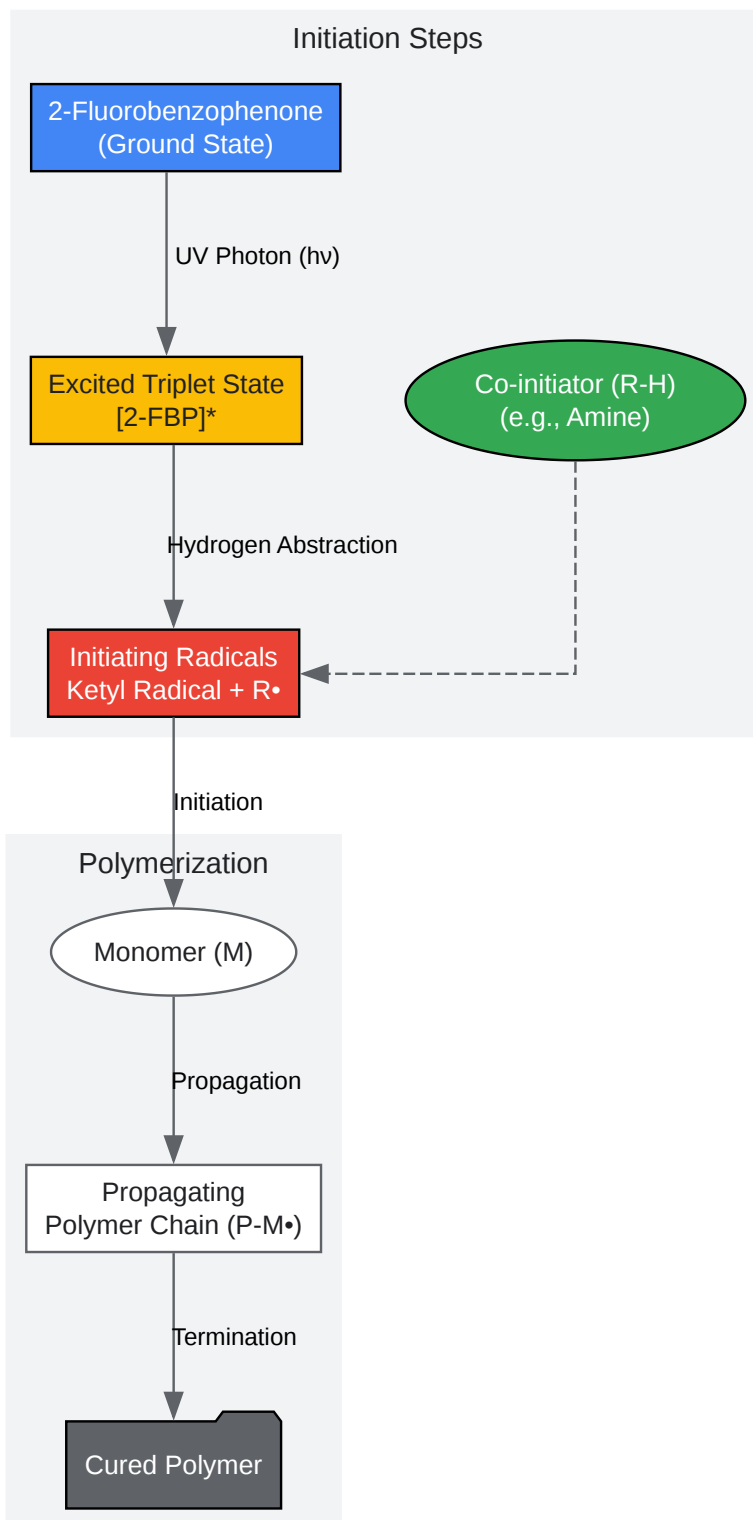 Initiation Steps
2-Fluorobenzophenone
(Ground State)
UV Photon (hν)
Excited Triplet State
[2-FBP]*
Co-initiator (R-H)
(e.g., Amine)
Hydrogen Abstraction
Initiating Radicals
Ketyl Radical + R•
Initiation
Polymerization
Monomer (M)
Propagation
Propagating
Polymer Chain (P-M•)
Termination
Cured Polymer